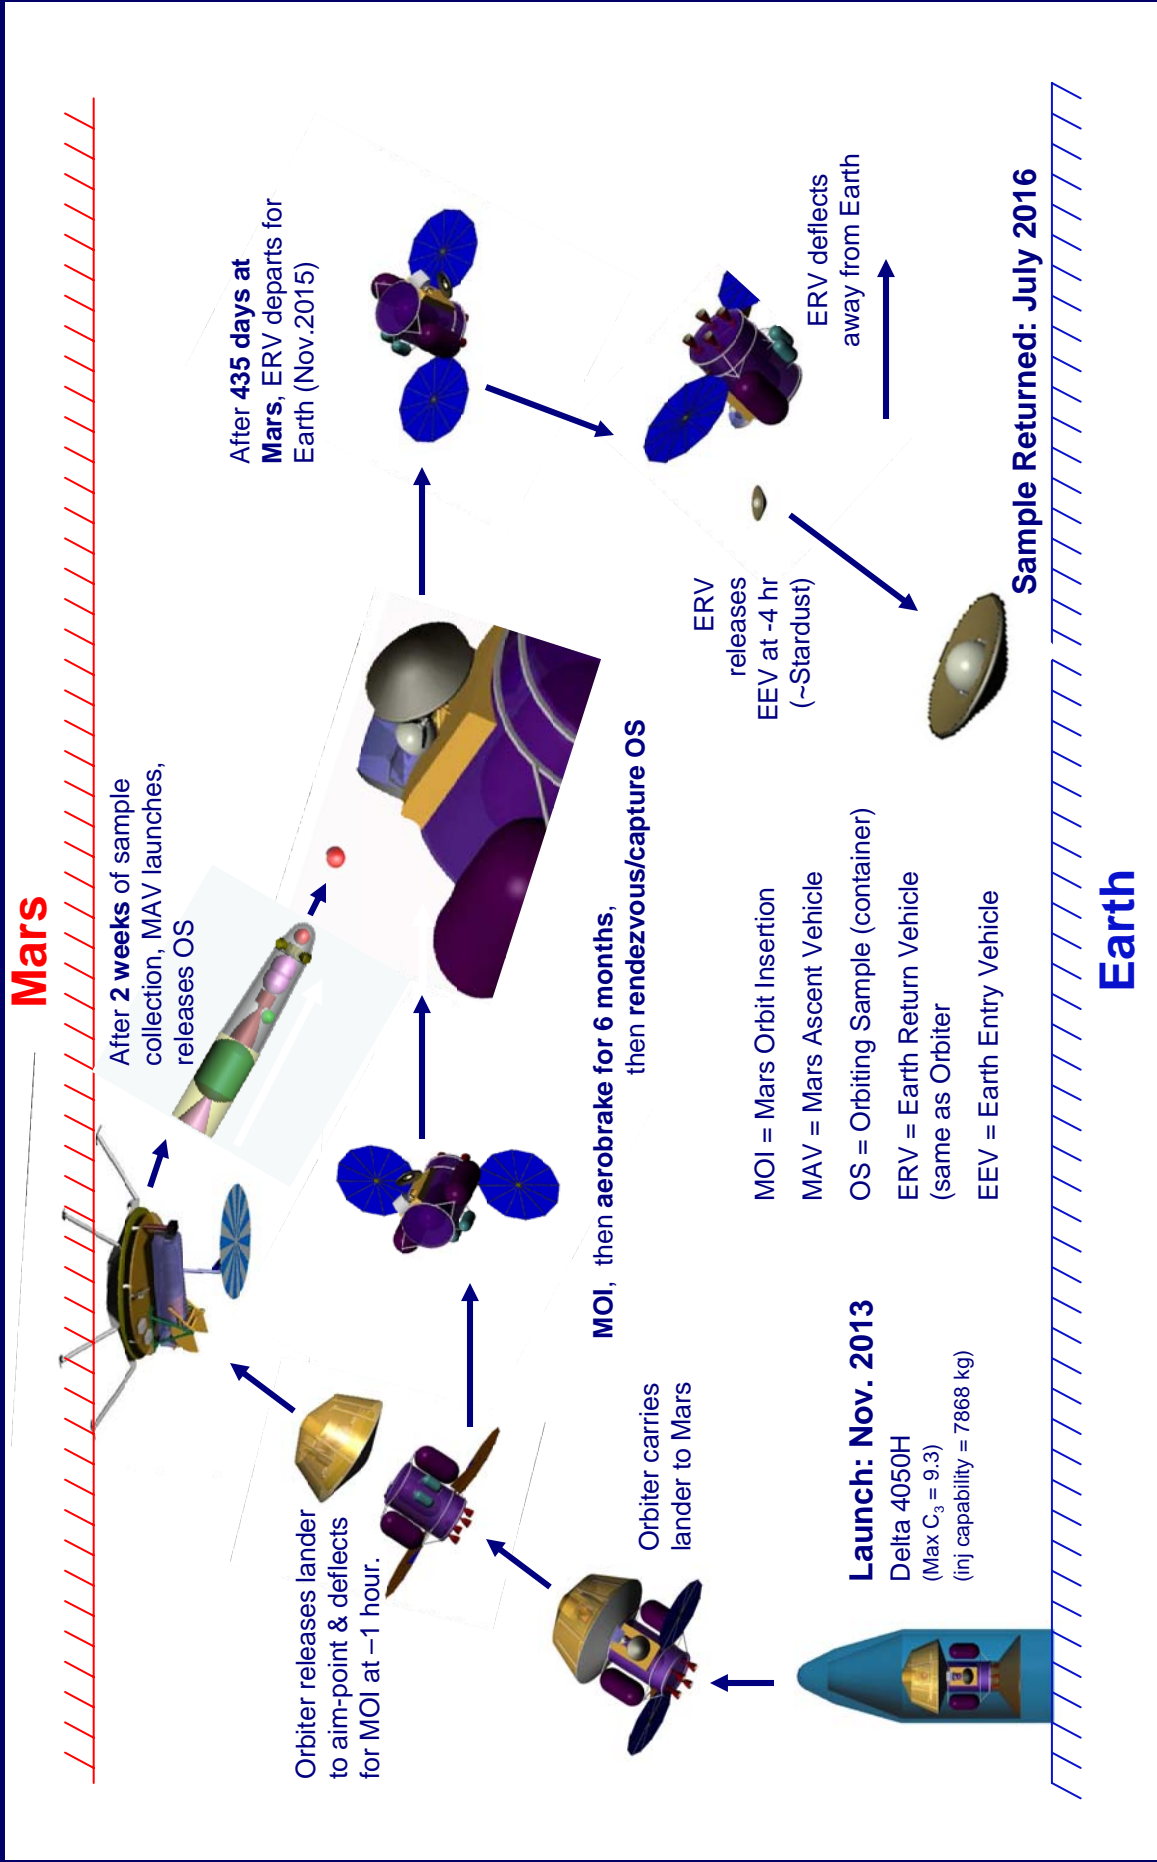 Mars
After 2 weeks of sample
collection, MAV launches,
releases OS
After 435 days at
Mars, ERV departs for
Earth (Nov.2015)
Orbiter releases lander
to aim-point & deflects
for MOI at –1 hour.
MOI,  then aerobrake for 6 months,
then rendezvous/capture OS
Orbiter carries
lander to Mars
ERV
releases
EEV at -4 hr
(~Stardust)
ERV deflects
away from Earth
MOI = Mars Orbit Insertion
MAV = Mars Ascent Vehicle
OS = Orbiting Sample (container)
ERV = Earth Return Vehicle
(same as Orbiter
EEV = Earth Entry Vehicle
Launch: Nov. 2013
Delta 4050H
(Max C3 = 9.3)
(inj capability = 7868 kg)
Sample Returned: July 2016
Earth